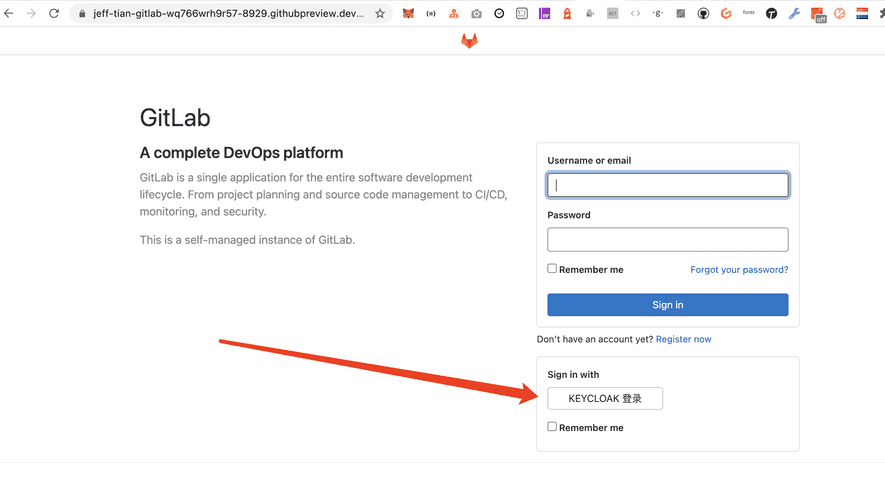 jeff-tian-gitlab-wq766wrh9r57-8929.githubpreview.dev...
off
GitLab
A complete DevOps platform
GitLab is a single application for the entire software development
lifecycle. From project planning and source code management to CI/CD,
monitoring, and security.
This is a self-managed instance of GitLab.
Username or email
Password
Remember me
Forgot your password?
Sign in
Don't have an account yet? Register now
Sign in with
KEYCLOAK 登录
Remember me